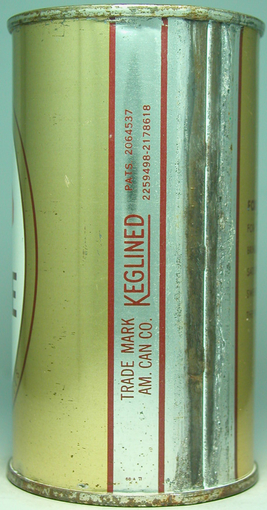 TRADE MARK KEGLINED PATS 2064537
AM. CAN CO. 2259498-2178618